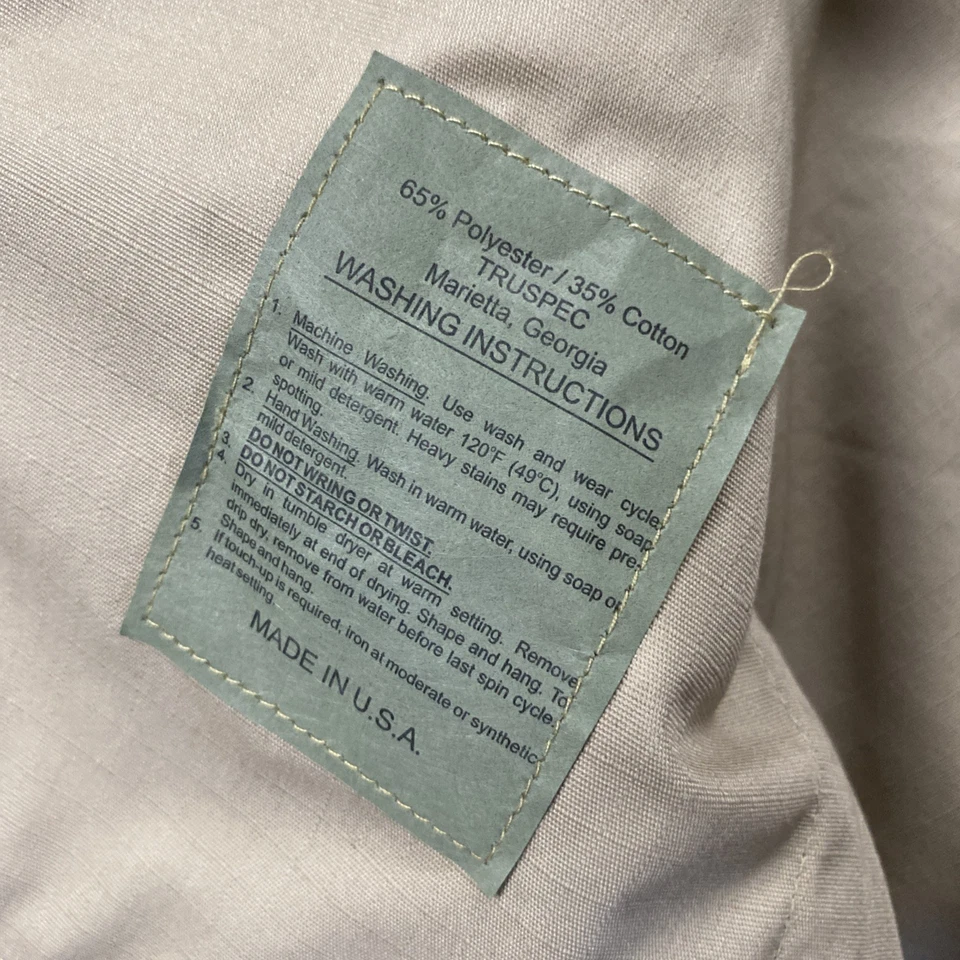 65% Polyester / 35% Cotton
TRUSPEC
Marietta, Georgia
WASHING INSTRUCTIONS
1. Machine Washing. Use wash and wear cycle.
Wash with warm water 120°F (49°C), using soap
or mild detergent. Heavy stains may require pre-
spotting.
2. Hand Washing. Wash in warm water, using soap or
mild detergent.
3. DO NOT WRING OR TWIST.
DO NOT STARCH OR BLEACH.
4. Dry in tumble dryer at warm setting. Remove
immediately at end of drying. Shape and hang. To
drip dry, remove from water before last spin cycle.
Shape and hang.
5. If touch-up is required, iron at moderate or synthetic
heat setting.
MADE IN U.S.A.